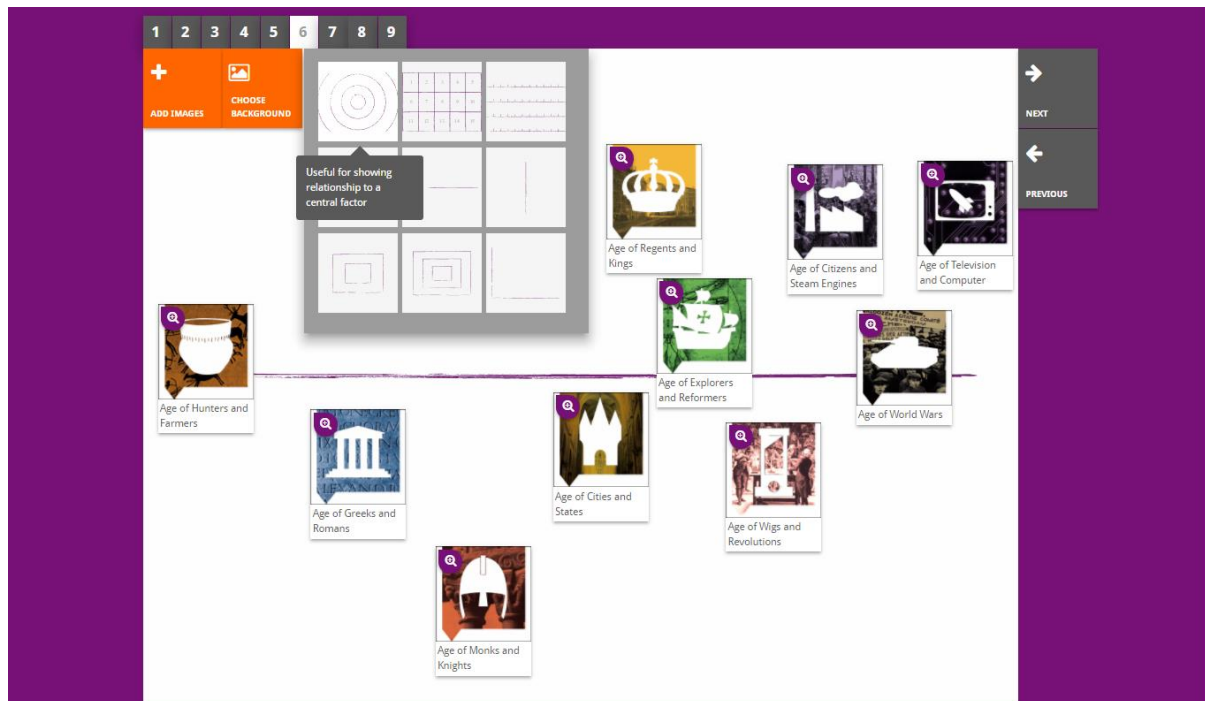 1 2 3 4 5 6 7 8 9
ADD IMAGES
CHOOSE
BACKGROUND
Useful for showing
relationship to a
central factor
NEXT
PREVIOUS
Age of Regents and
Kings
Age of Citizens and
Steam Engines
Age of Television
and Computer
Age of Hunters and
Farmers
Age of Explorers
and Reformers
Age of World Wars
Age of Greeks and
Romans
Age of Cities and
States
Age of Wigs and
Revolutions
Age of Monks and
Knights